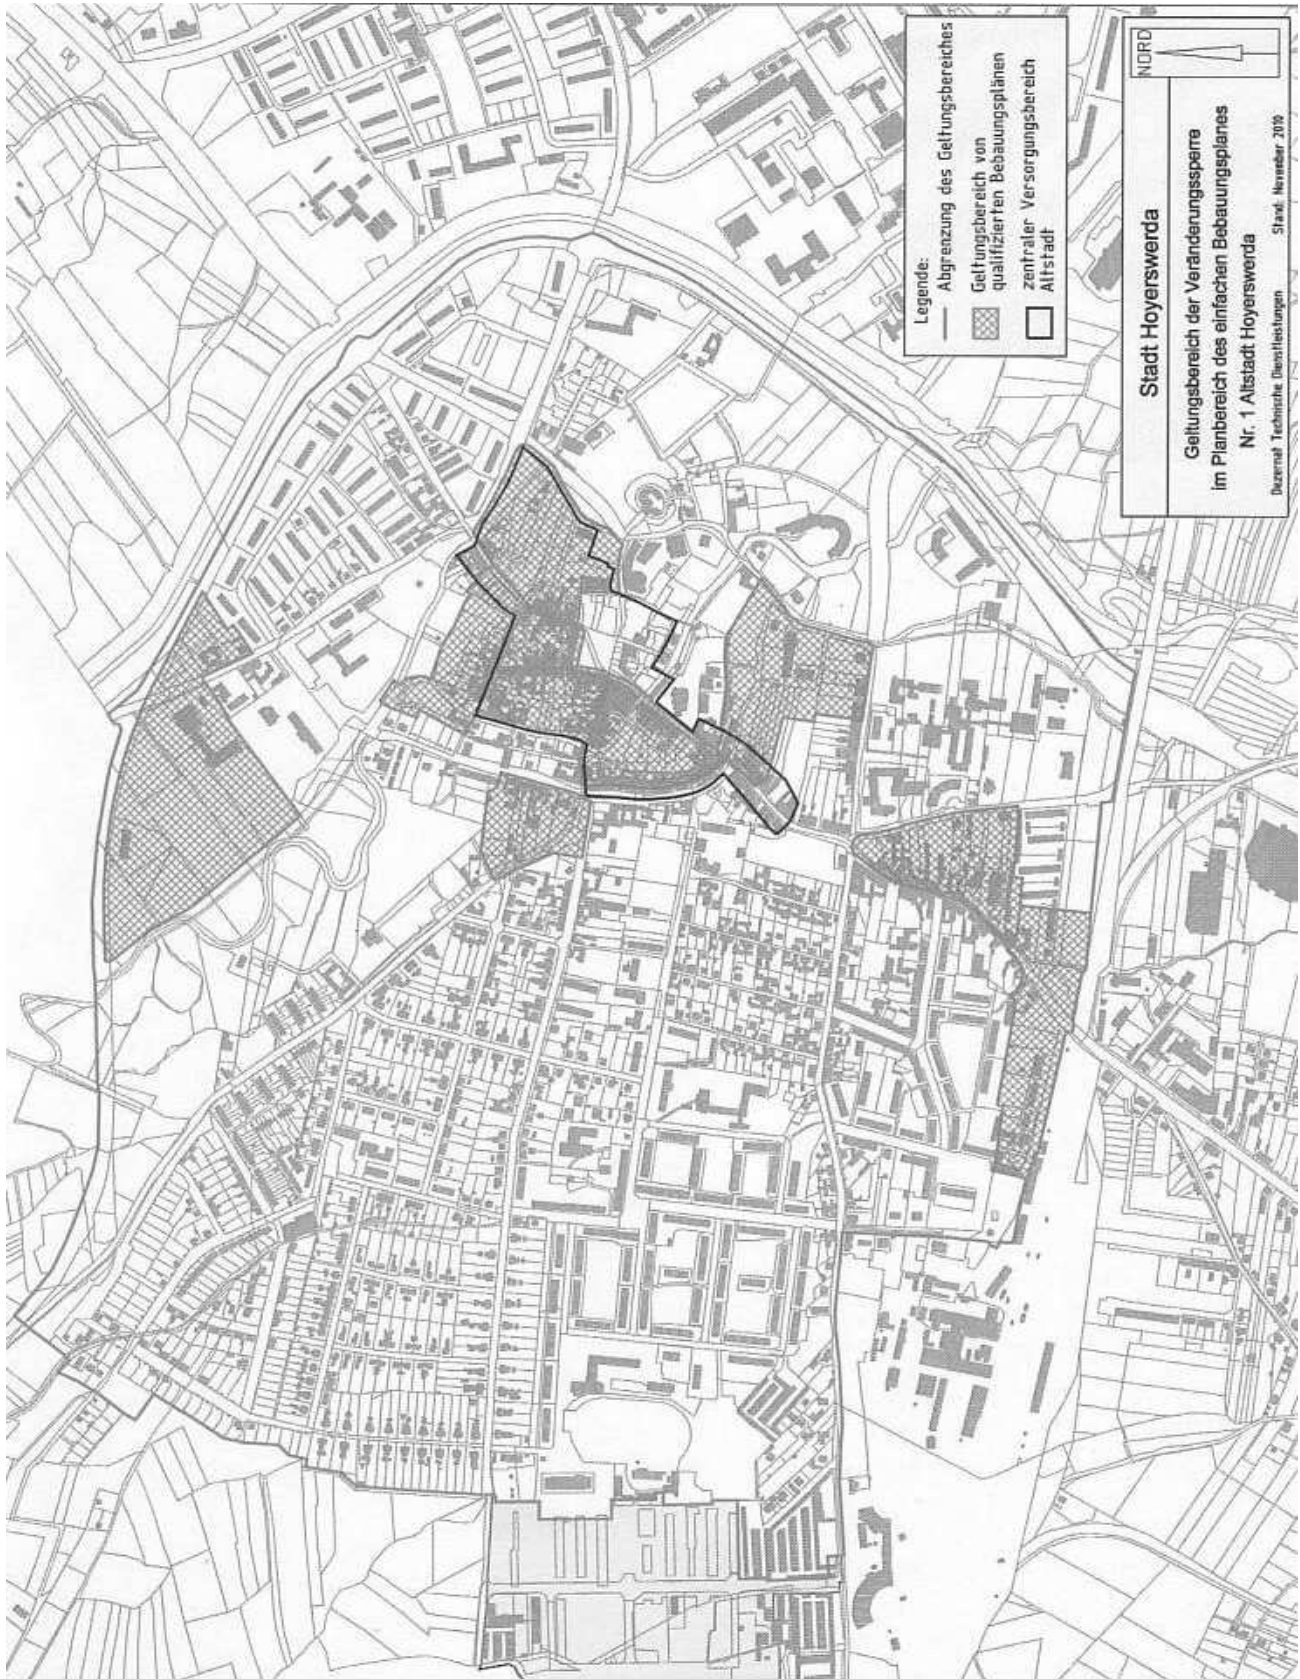 Legende:
Abgrenzung des Geltungsbereiches
Geltungsbereich von
qualifizierten Bebauungsplänen
zentraler Versorgungsbereich
Altstadt
NORD
Stadt Hoyerswerda
Geltungsbereich der Veränderungssperre
im Planbereich des einfachen Bebauungsplanes
Nr. 1 Altstadt Hoyerswerda
Dezernat Technische Dienstleistungen Stand: November 2010